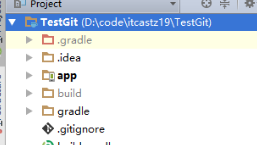 Project
TestGit (D:\code\itcastz19\TestGit)
.gradle
.idea
app
build
gradle
.gitignore